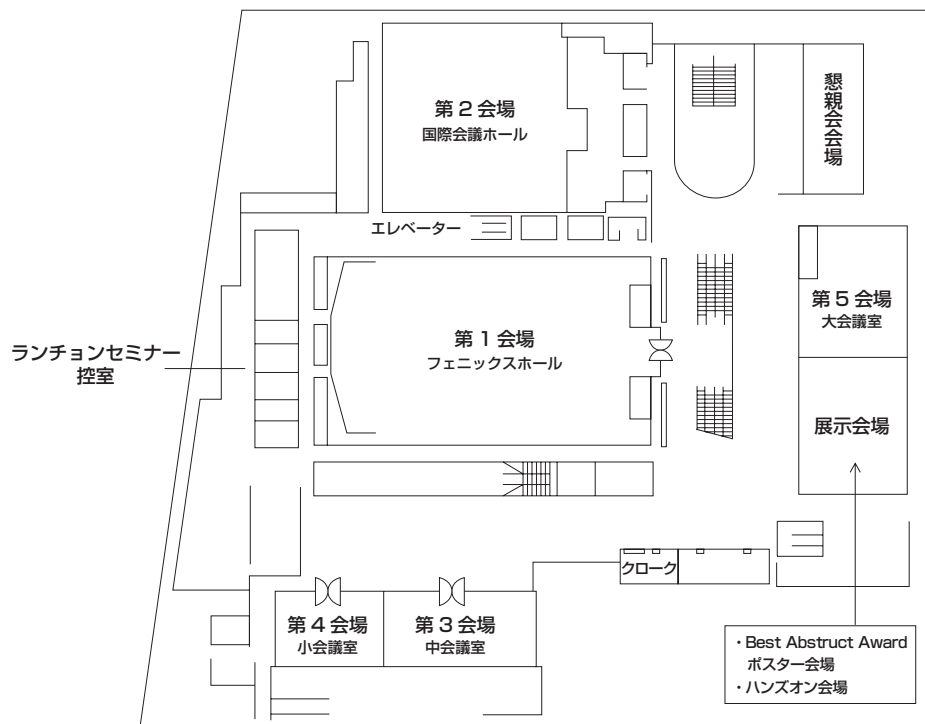 第２会場
国際会議ホール
懇親会会場
エレベーター
第５会場
大会議室
第１会場
フェニックスホール
ランチョンセミナー
控室
展示会場
クローク
第４会場
小会議室
第３会場
中会議室
・Best Abstruct Award
ポスター会場
・ハンズオン会場